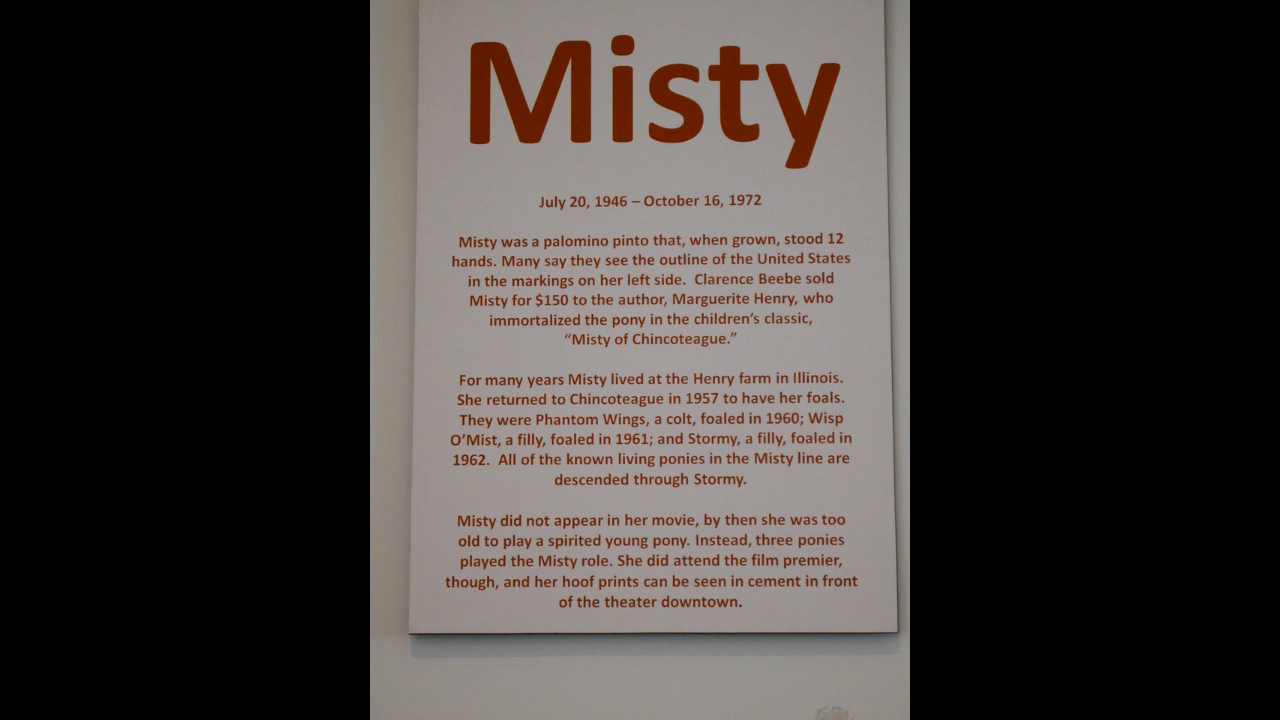 Misty
July 20, 1946 – October 16, 1972
Misty was a palomino pinto that, when grown, stood 12
hands. Many say they see the outline of the United States
in the markings on her left side.  Clarence Beebe sold
Misty for $150 to the author, Marguerite Henry, who
immortalized the pony in the children’s classic,
“Misty of Chincoteague.”
For many years Misty lived at the Henry farm in Illinois.
She returned to Chincoteague in 1957 to have her foals.
They were Phantom Wings, a colt, foaled in 1960; Wisp
O’Mist, a filly, foaled in 1961; and Stormy, a filly, foaled in
1962.  All of the known living ponies in the Misty line are
descended through Stormy.
Misty did not appear in her movie, by then she was too
old to play a spirited young pony. Instead, three ponies
played the Misty role. She did attend the film premier,
though, and her hoof prints can be seen in cement in front
of the theater downtown.